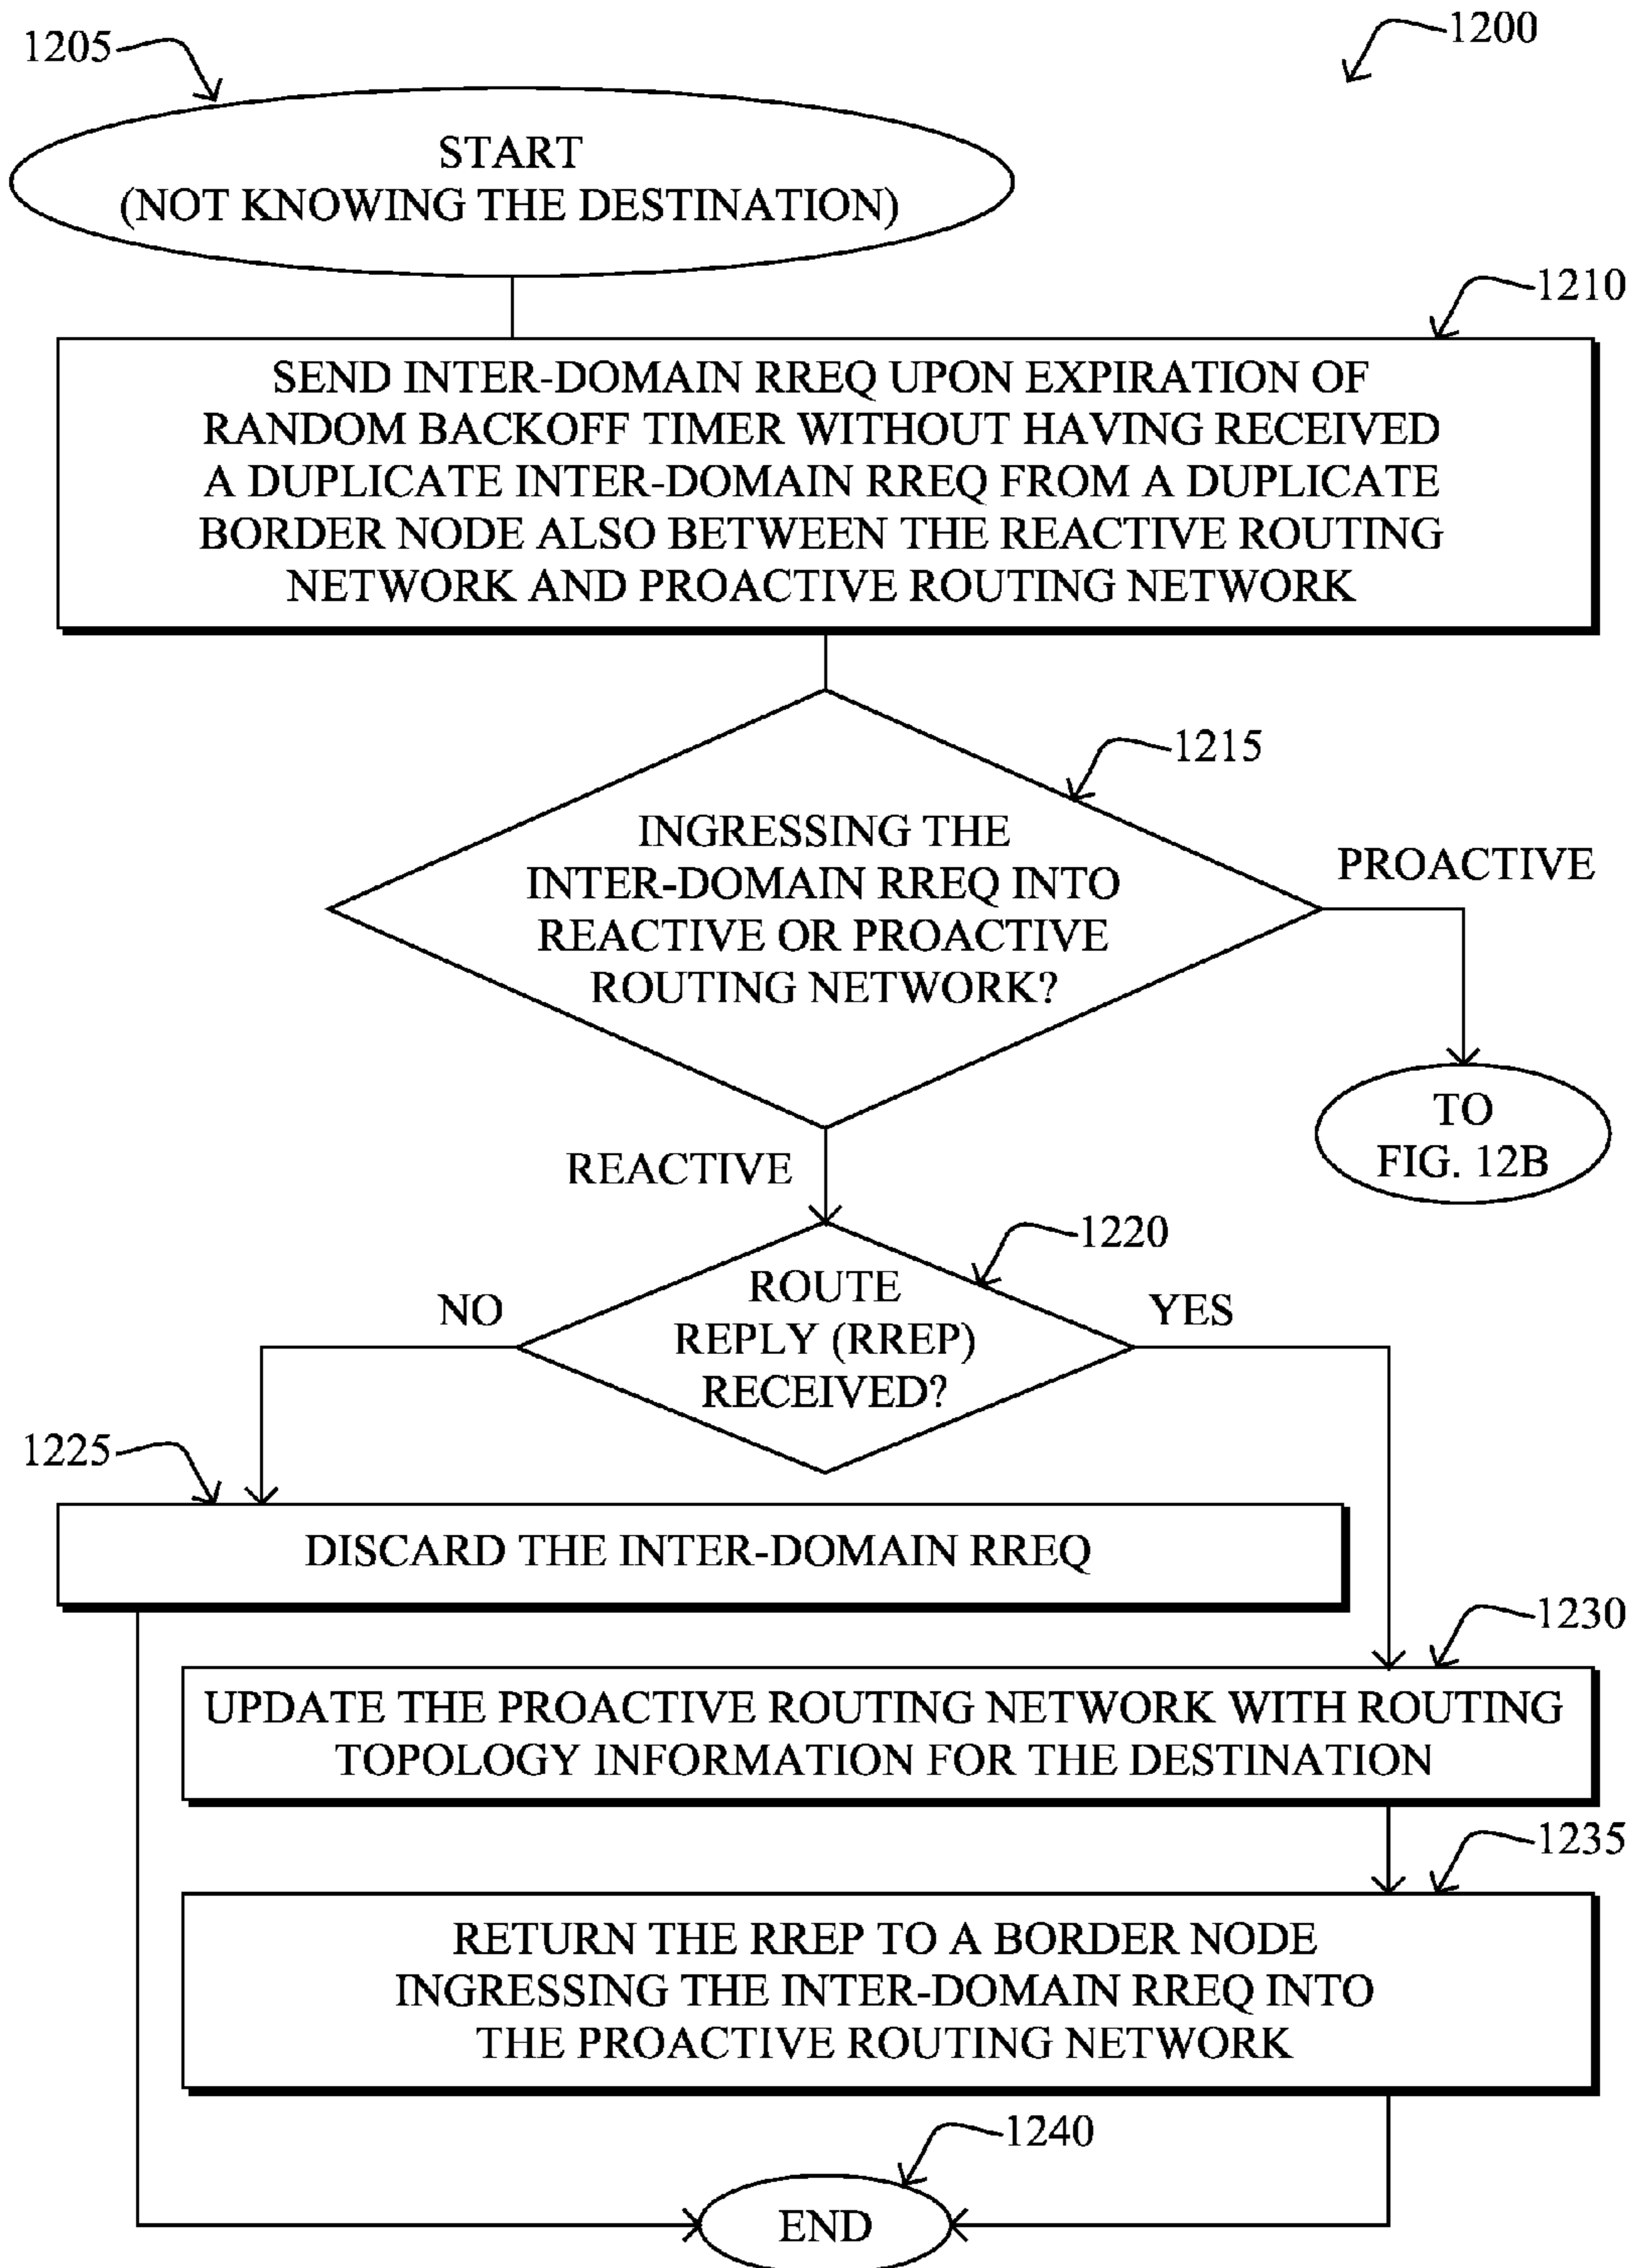 1205
1200
START
(NOT KNOWING THE DESTINATION)
1210
SEND INTER-DOMAIN RREQ UPON EXPIRATION OF
RANDOM BACKOFF TIMER WITHOUT HAVING RECEIVED
A DUPLICATE INTER-DOMAIN RREQ FROM A DUPLICATE
BORDER NODE ALSO BETWEEN THE REACTIVE ROUTING
NETWORK AND PROACTIVE ROUTING NETWORK
1215
INGRESSING THE
INTER-DOMAIN RREQ INTO
REACTIVE OR PROACTIVE
ROUTING NETWORK?
PROACTIVE
TO
FIG. 12B
REACTIVE
1220
ROUTE
REPLY (RREP)
RECEIVED?
NO
YES
1225
DISCARD THE INTER-DOMAIN RREQ
1230
UPDATE THE PROACTIVE ROUTING NETWORK WITH ROUTING
TOPOLOGY INFORMATION FOR THE DESTINATION
1235
RETURN THE RREP TO A BORDER NODE
INGRESSING THE INTER-DOMAIN RREQ INTO
THE PROACTIVE ROUTING NETWORK
1240
END